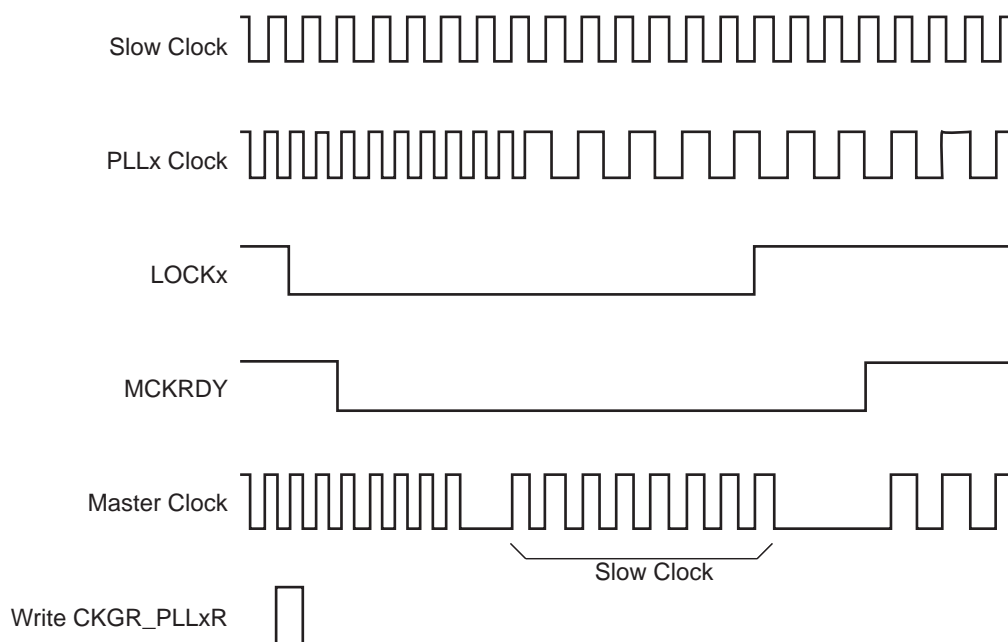 Slow Clock
PLLx Clock
LOCKx
MCKRDY
Master Clock
Slow Clock
Write CKGR_PLLxR